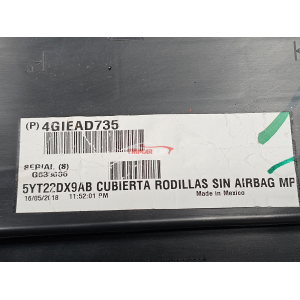 (P) 4GIEAD735
SERIAL (S)
5YT22DX9AB CUBIERTA RODILLAS SIN AIRBAG MP
16/05/2018 11:52:01 PM Made in Mexico